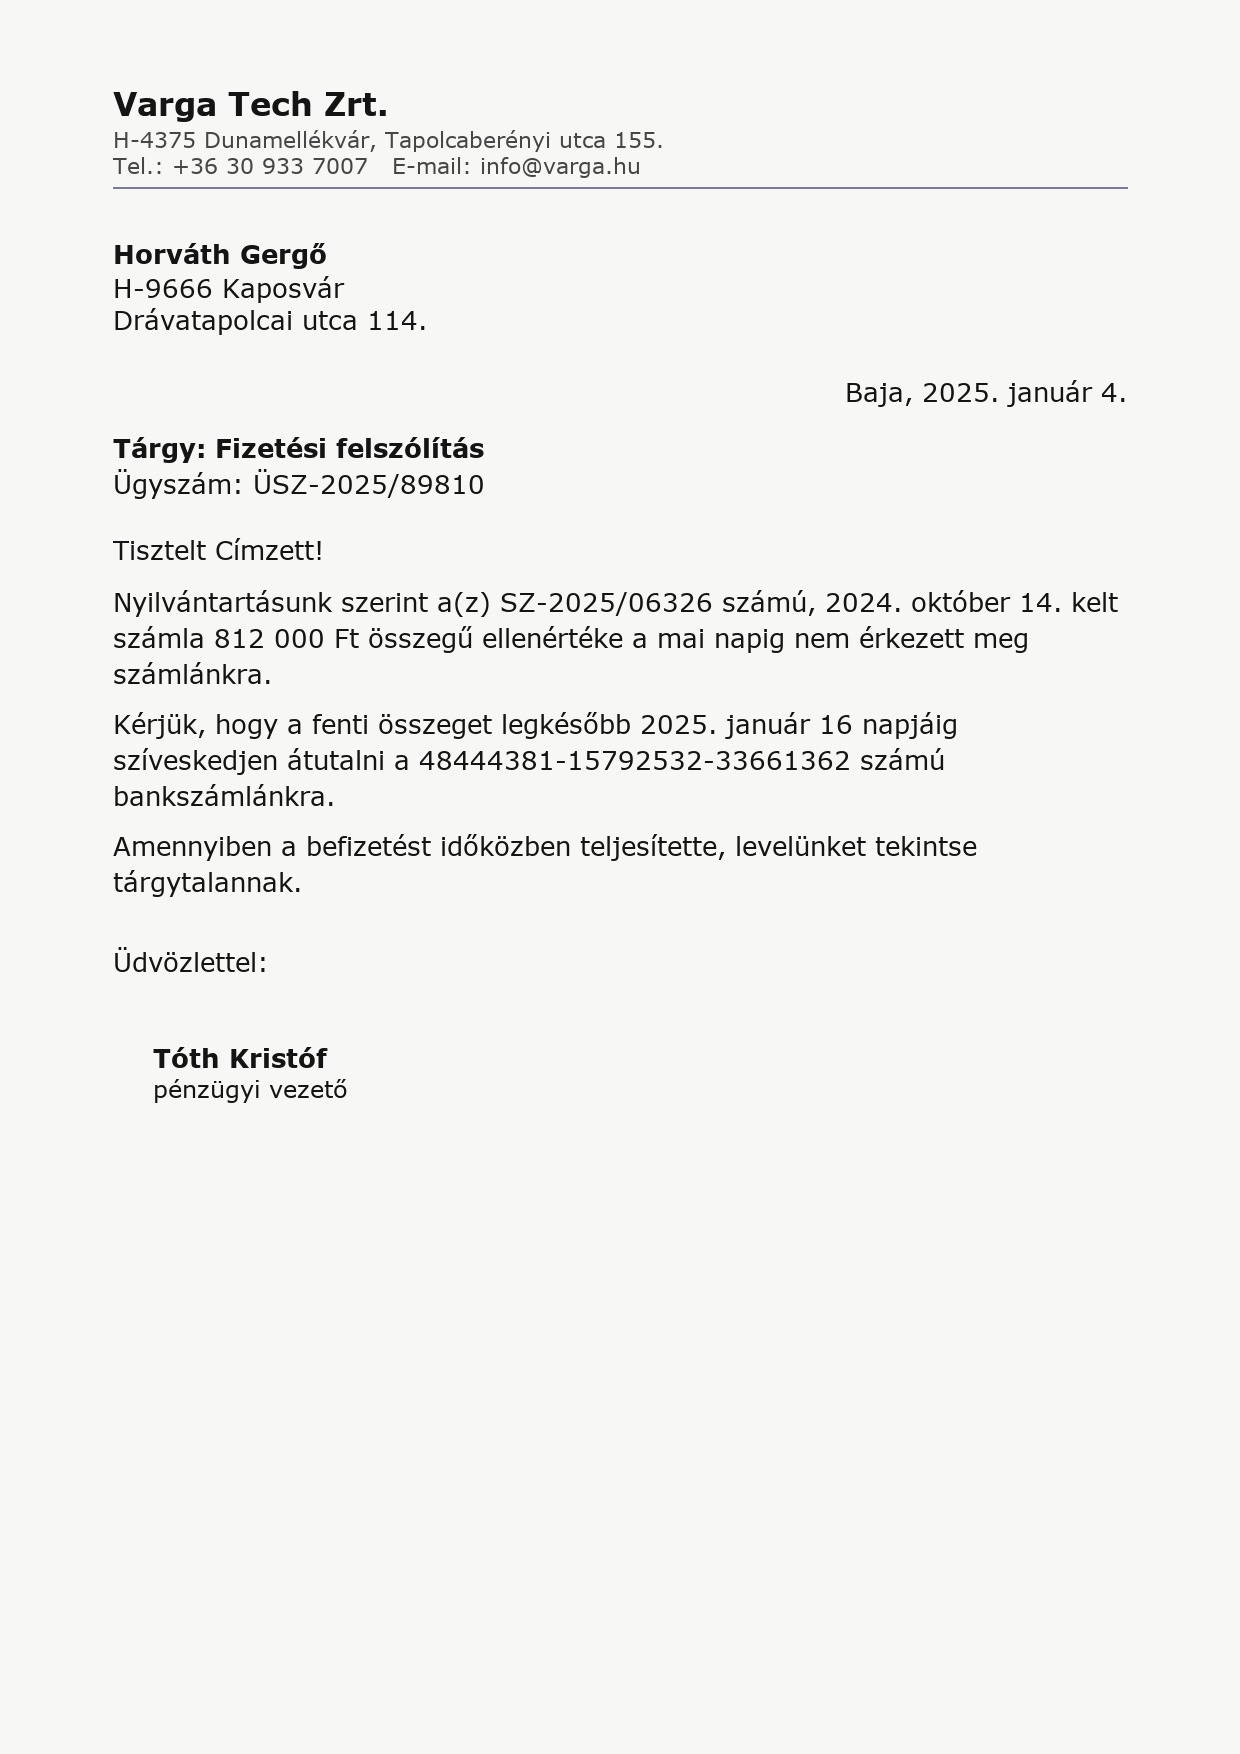 Varga Tech Zrt.
H-4375 Dunamellékvár, Tapolcaberényi utca 155.
Tel.: +36 30 933 7007 E-mail: info@varga.hu
Horváth Gergő
H-9666 Kaposvár
Drávatapolcai utca 114.
Baja, 2025. január 4.
Tárgy: Fizetési felszólítás
Ügyszám: ÜSZ-2025/89810
Tisztelt Címzett!
Nyilvántartásunk szerint a(z) SZ-2025/06326 számú, 2024. október 14. kelt
számla 812 000 Ft összegű ellenértéke a mai napig nem érkezett meg
számlánkra.
Kérjük, hogy a fenti összeget legkésőbb 2025. január 16 napjáig
szíveskedjen átutalni a 48444381-15792532-33661362 számú
bankszámlánkra.
Amennyiben a befizetést időközben teljesítette, levelünket tekintse
tárgytalannak.
Üdvözlettel:
Tóth Kristóf
pénzügyi vezető